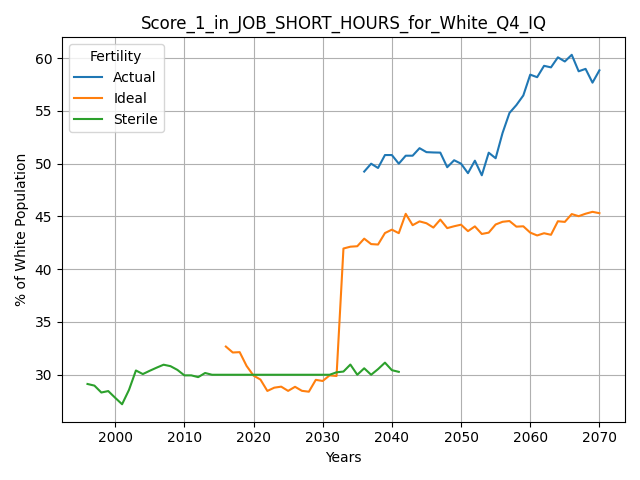 Score_1_in_JOB_SHORT_HOURS_for_White_Q4_IQ
Fertility
Actual
Ideal
Sterile
% of White Population
60
55
50
45
40
35
30
2000 2010 2020 2030 2040 2050 2060 2070
Years